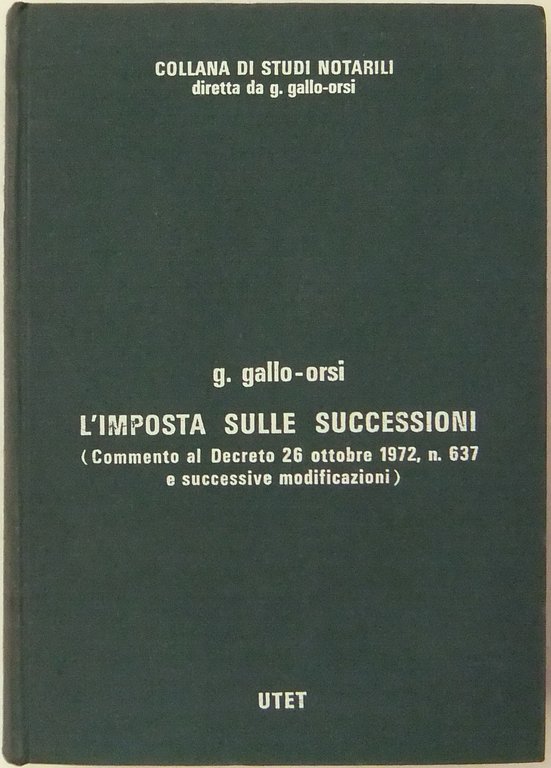 COLLANA DI STUDI NOTARILI
diretta da g. gallo-orsi
g. gallo-orsi
L'IMPOSTA SULLE SUCCESSIONI
(Commento al Decreto 26 ottobre 1972, n. 637
e successive modificazioni)
UTET